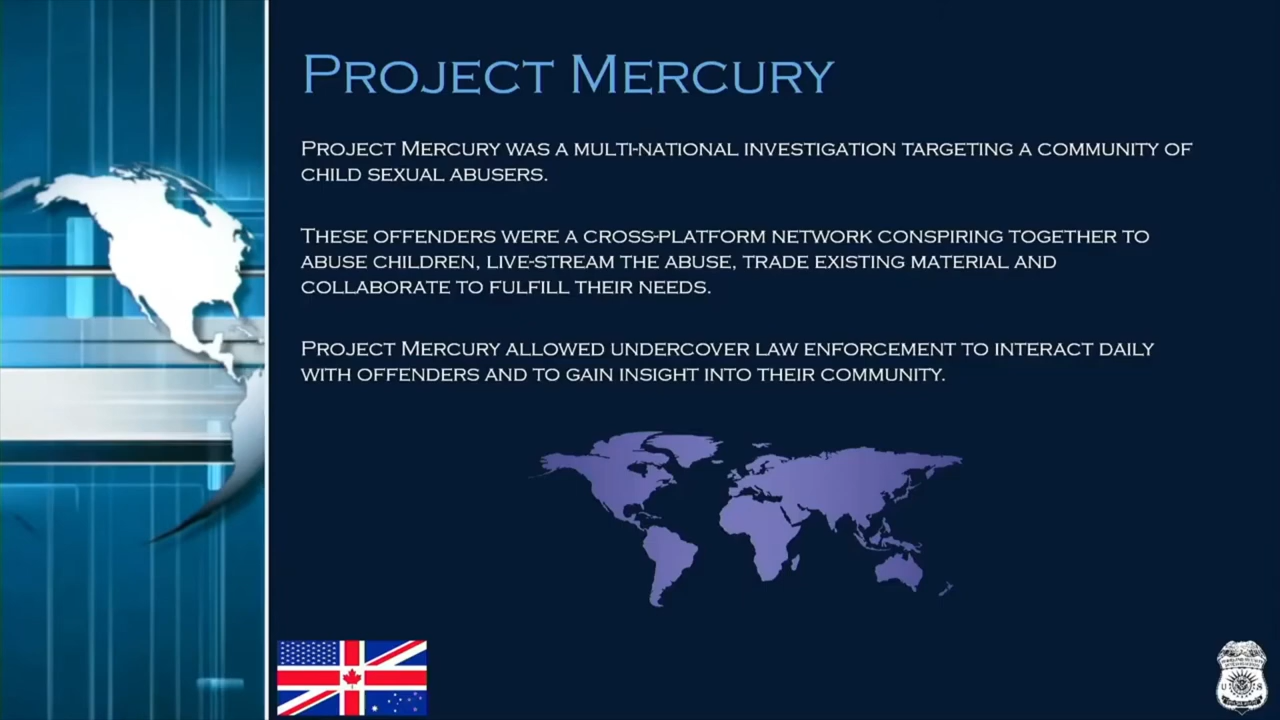 PROJECT MERCURY
PROJECT MERCURY WAS A MULTI-NATIONAL INVESTIGATION TARGETING A COMMUNITY OF
CHILD SEXUAL ABUSERS.
THESE OFFENDERS WERE A CROSS-PLATFORM NETWORK CONSPIRING TOGETHER TO
ABUSE CHILDREN, LIVE-STREAM THE ABUSE, TRADE EXISTING MATERIAL AND
COLLABORATE TO FULFILL THEIR NEEDS.
PROJECT MERCURY ALLOWED UNDERCOVER LAW ENFORCEMENT TO INTERACT DAILY
WITH OFFENDERS AND TO GAIN INSIGHT INTO THEIR COMMUNITY.
U S